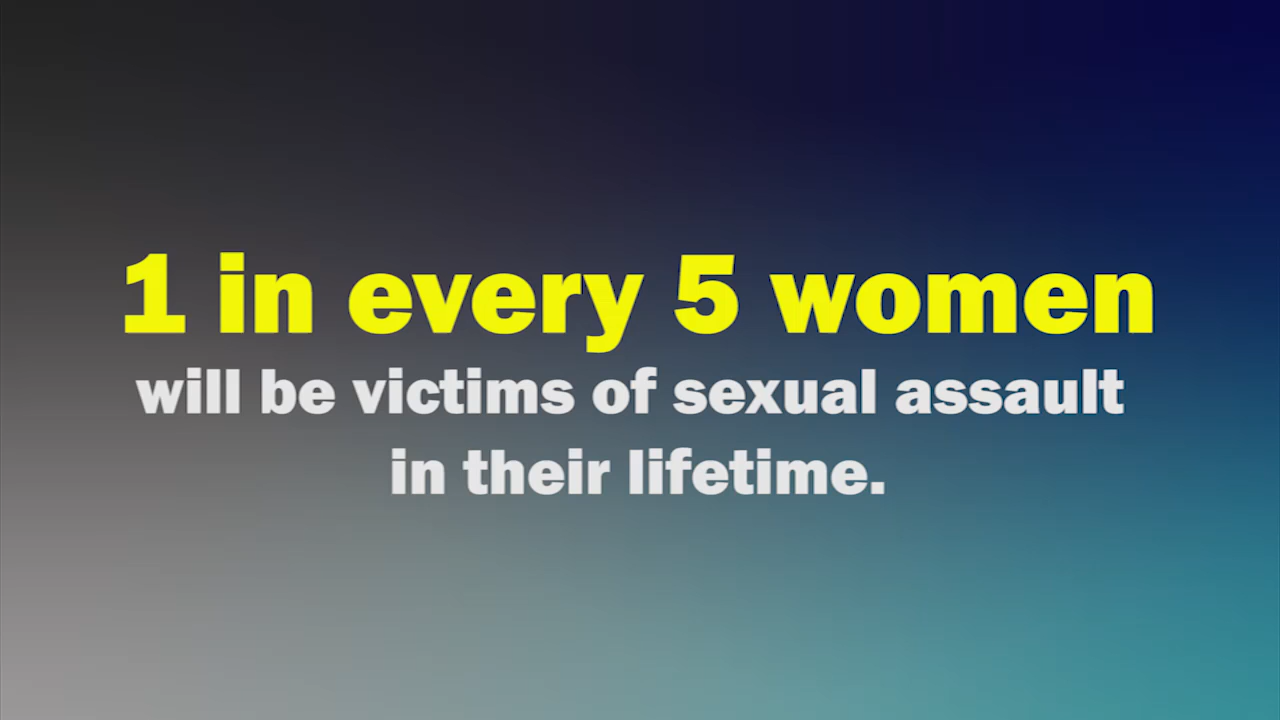 1 in every 5 women
will be victims of sexual assault
in their lifetime.